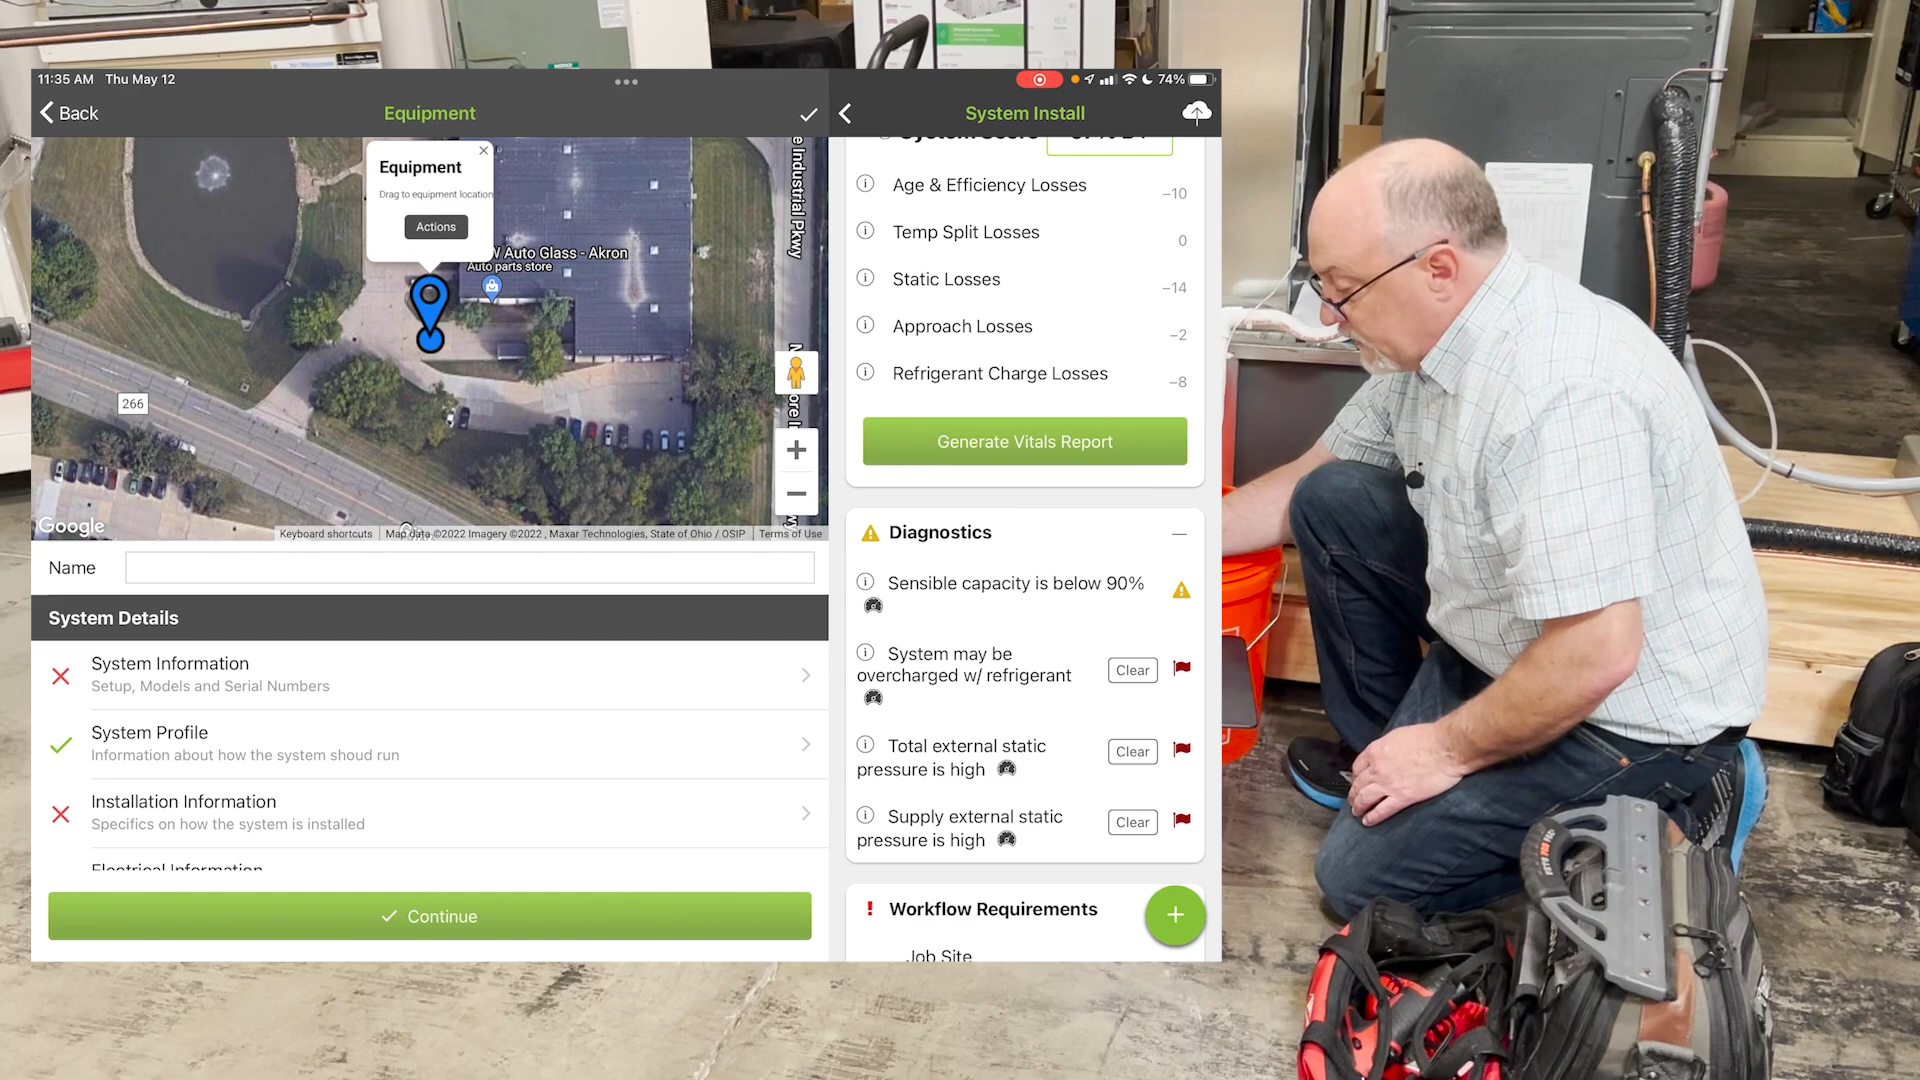 11:35 AM Thu May 12
74%
Back
Equipment
System Install
Equipment
Drag to equipment location
Actions
W Auto Glass - Akron
Auto parts store
e Industrial Pkwy
266
Google
Keyboard shortcuts
Map data ©2022 Imagery ©2022 , Maxar Technologies, State of Ohio / OSIP
Terms of Use
Name
System Details
System Information
Setup, Models and Serial Numbers
System Profile
Information about how the system shoud run
Installation Information
Specifics on how the system is installed
Electrical Information
Continue
System Score
Age & Efficiency Losses
–10
Temp Split Losses
0
Static Losses
–14
Approach Losses
–2
Refrigerant Charge Losses
–8
Generate Vitals Report
Diagnostics
Sensible capacity is below 90%
System may be
overcharged w/ refrigerant
Clear
Total external static
pressure is high
Clear
Supply external static
pressure is high
Clear
Workflow Requirements
Job Site